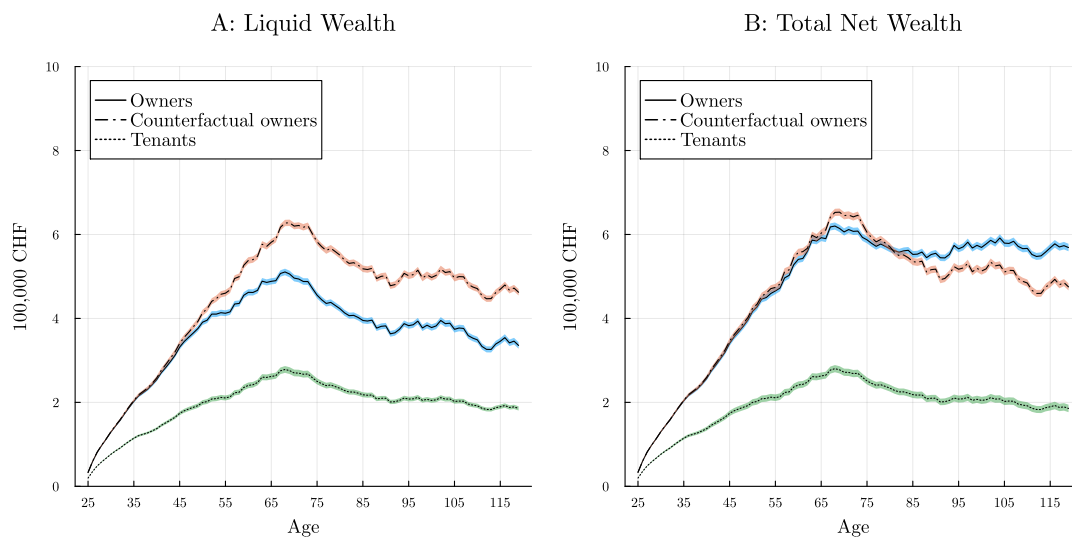 A: Liquid Wealth
10
8
6
4
2
0
100,000 CHF
Owners
Counterfactual owners
Tenants
25 35 45 55 65 75 85 95 105 115
Age
B: Total Net Wealth
10
8
6
4
2
0
100,000 CHF
Owners
Counterfactual owners
Tenants
25 35 45 55 65 75 85 95 105 115
Age